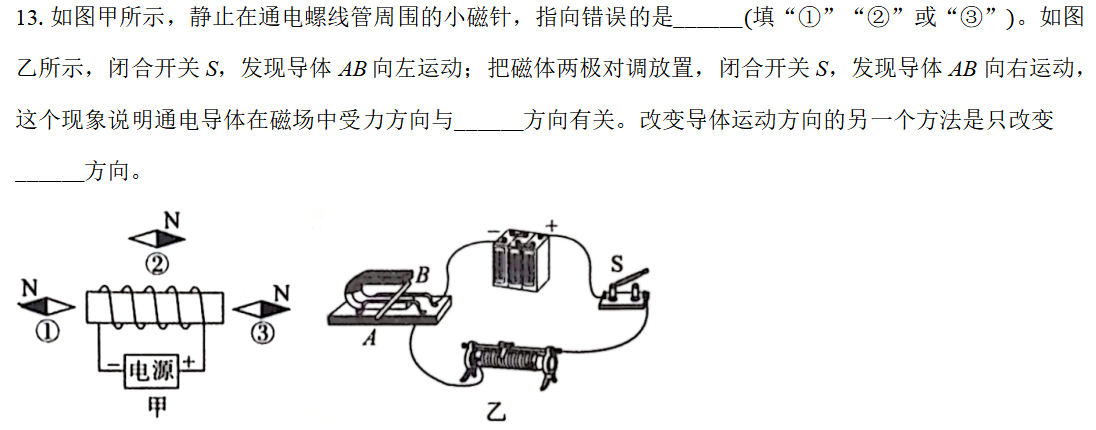 13. 如图甲所示，静止在通电螺线管周围的小磁针，指向错误的是______(填“①”“②”或“③”)。如图
乙所示，闭合开关 S，发现导体 AB 向左运动；把磁体两极对调放置，闭合开关 S，发现导体 AB 向右运动，
这个现象说明通电导体在磁场中受力方向与______方向有关。改变导体运动方向的另一个方法是只改变
______方向。
N
②
N
①
N
③
－ 电源 ＋
甲
－ ＋
S
B
A
乙